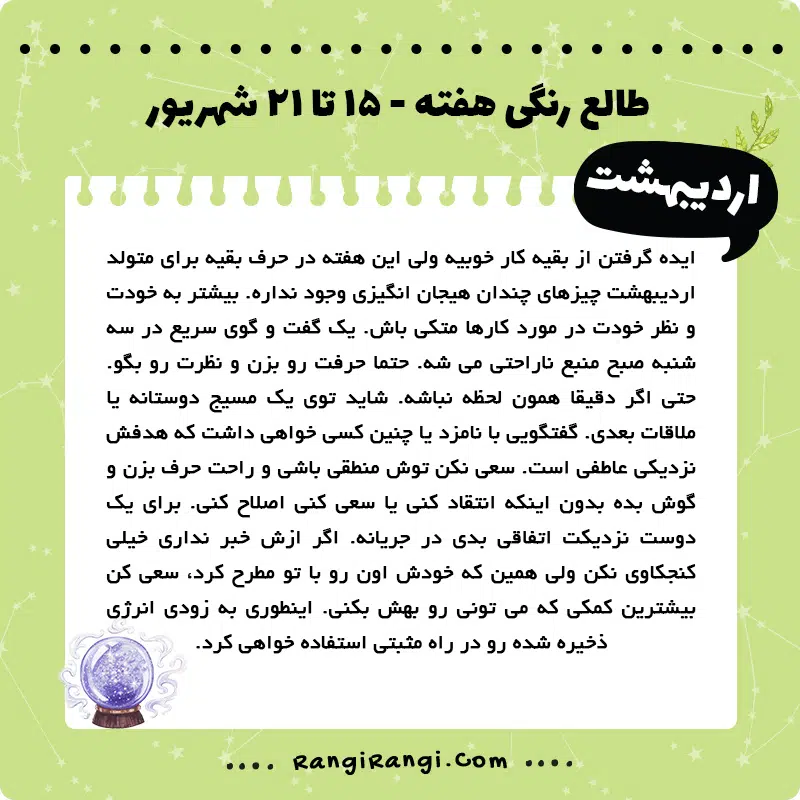 طالع رنگی هفته - ۱۵ تا ۲۱ شهریور
اردیبهشت
ایده گرفتن از بقیه کار خوبیه ولی این هفته در حرف بقیه برای متولد
اردیبهشت چیزهای چندان هیجان انگیزی وجود نداره. بیشتر به خودت
و نظر خودت در مورد کارها متکی باش. یک گفت و گوی سریع در سه
شنبه صبح منبع ناراحتی می شه. حتما حرفت رو بزن و نظرت رو بگو.
حتی اگر دقیقا همون لحظه نباشه. شاید توی یک مسیج دوستانه یا
ملاقات بعدی. گفتگویی با نامزد یا چنین کسی خواهی داشت که هدفش
نزدیکی عاطفی است. سعی نکن توش منطقی باشی و راحت حرف بزن و
گوش بده بدون اینکه انتقاد کنی یا سعی کنی اصلاح کنی. برای یک
دوست نزدیکت اتفاقی بدی در جریانه. اگر ازش خبر نداری خیلی
کنجکاوی نکن ولی همین که خودش اون رو با تو مطرح کرد، سعی کن
بیشترین کمکی که می تونی رو بهش بکنی. اینطوری به زودی انرژی
ذخیره شده رو در راه مثبتی استفاده خواهی کرد.
.... RangiRangi.Com ....